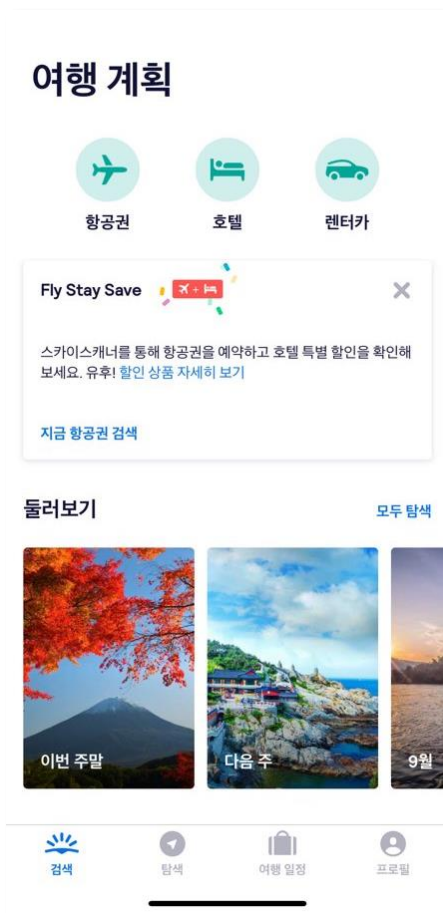 여행 계획
항공권
호텔
렌터카
Fly Stay Save
스카이스캐너를 통해 항공권을 예약하고 호텔 특별 할인을 확인해
보세요. 유후! 할인 상품 자세히 보기
지금 항공권 검색
둘러보기
모두 탐색
이번 주말
다음 주
9월
검색
탐색
여행 일정
프로필